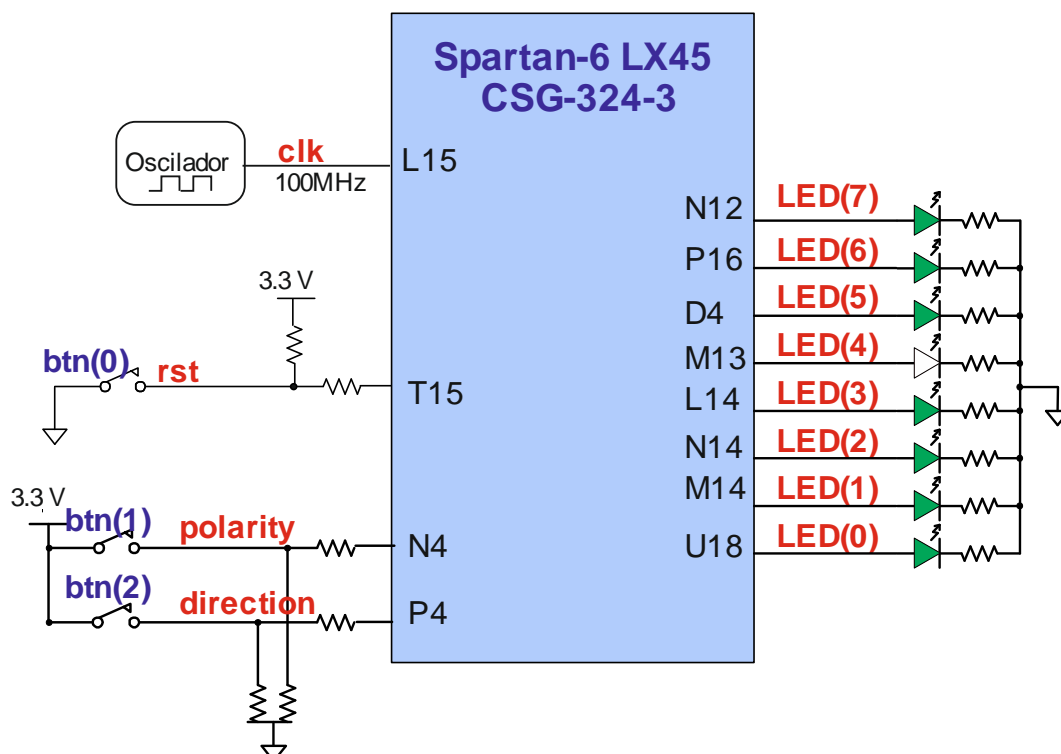 Spartan-6 LX45
CSG-324-3
Oscilador
clk
100MHz
L15
3.3 V
btn(0)
rst
T15
3.3 V
btn(1)
polarity
N4
btn(2)
direction
P4
N12
LED(7)
P16
LED(6)
D4
LED(5)
M13
LED(4)
L14
LED(3)
N14
LED(2)
M14
LED(1)
U18
LED(0)